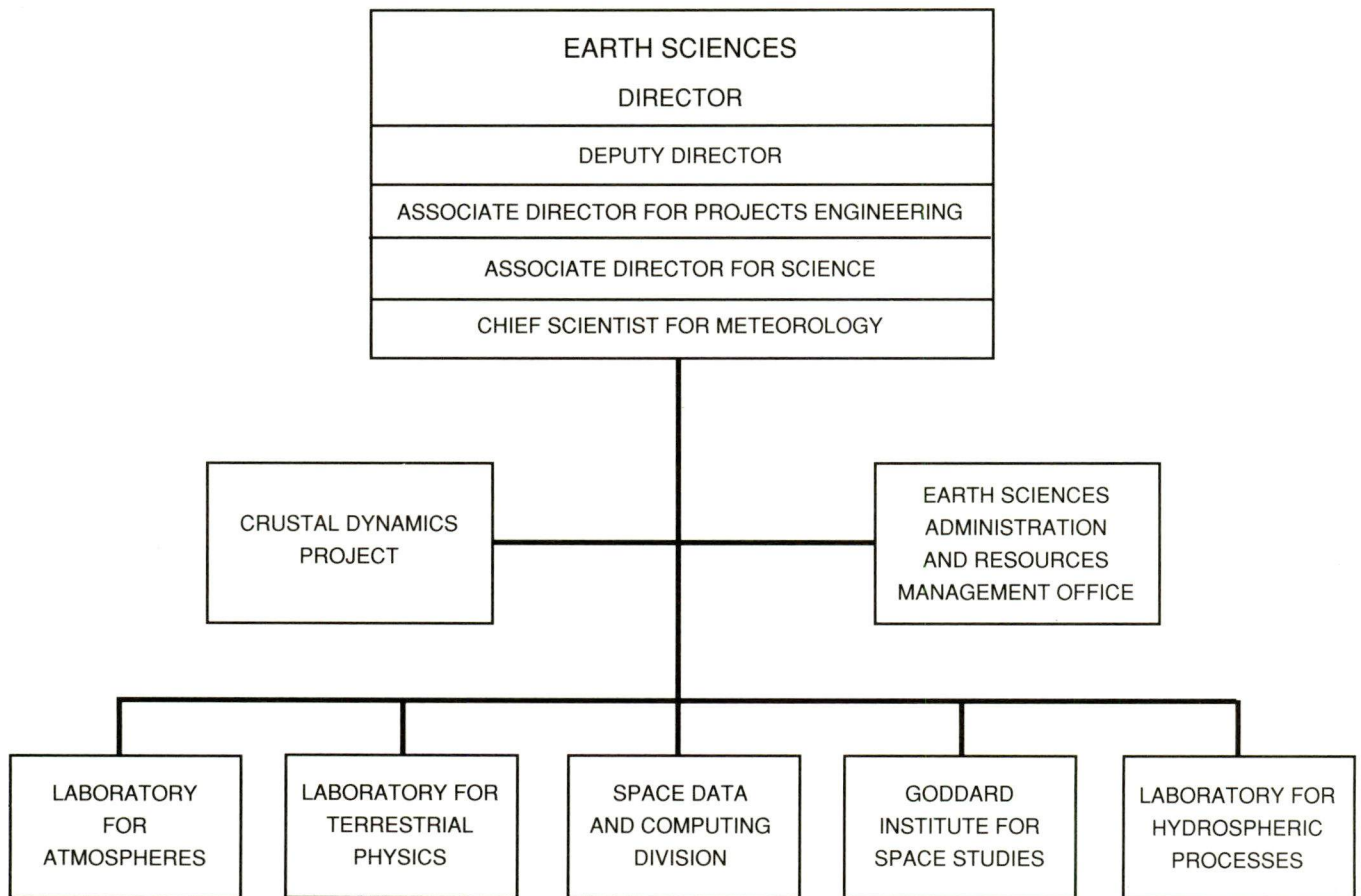 EARTH SCIENCES
DIRECTOR
DEPUTY DIRECTOR
ASSOCIATE DIRECTOR FOR PROJECTS ENGINEERING
ASSOCIATE DIRECTOR FOR SCIENCE
CHIEF SCIENTIST FOR METEOROLOGY
CRUSTAL DYNAMICS
PROJECT
EARTH SCIENCES
ADMINISTRATION
AND RESOURCES
MANAGEMENT OFFICE
LABORATORY
FOR
ATMOSPHERES
LABORATORY FOR
TERRESTRIAL
PHYSICS
SPACE DATA
AND COMPUTING
DIVISION
GODDARD
INSTITUTE FOR
SPACE STUDIES
LABORATORY FOR
HYDROSPHERIC
PROCESSES